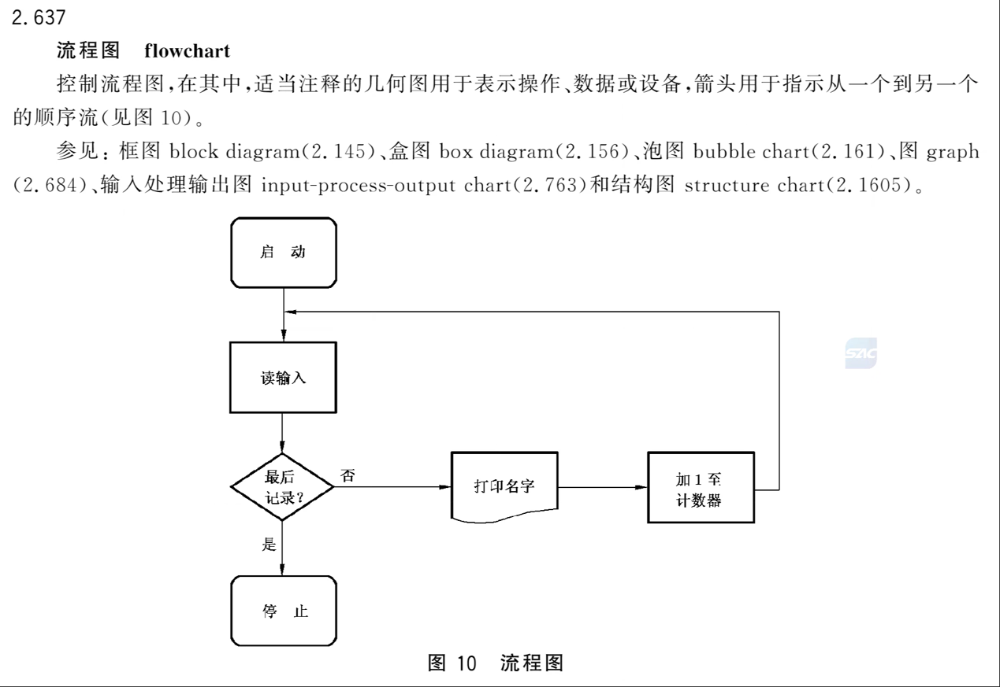 2.637
流程图 flowchart
控制流程图,在其中,适当注释的几何图用于表示操作、数据或设备,箭头用于指示从一个到另一个
的顺序流(见图 10)。
参见: 框图 block diagram(2.145)、盒图 box diagram(2.156)、泡图 bubble chart(2.161)、图 graph
(2.684)、输入处理输出图 input-process-output chart(2.763)和结构图 structure chart(2.1605)。
启 动
读输入
SAC
最后
记录?
否
打印名字
加 1 至
计数器
是
停 止
图 10 流程图